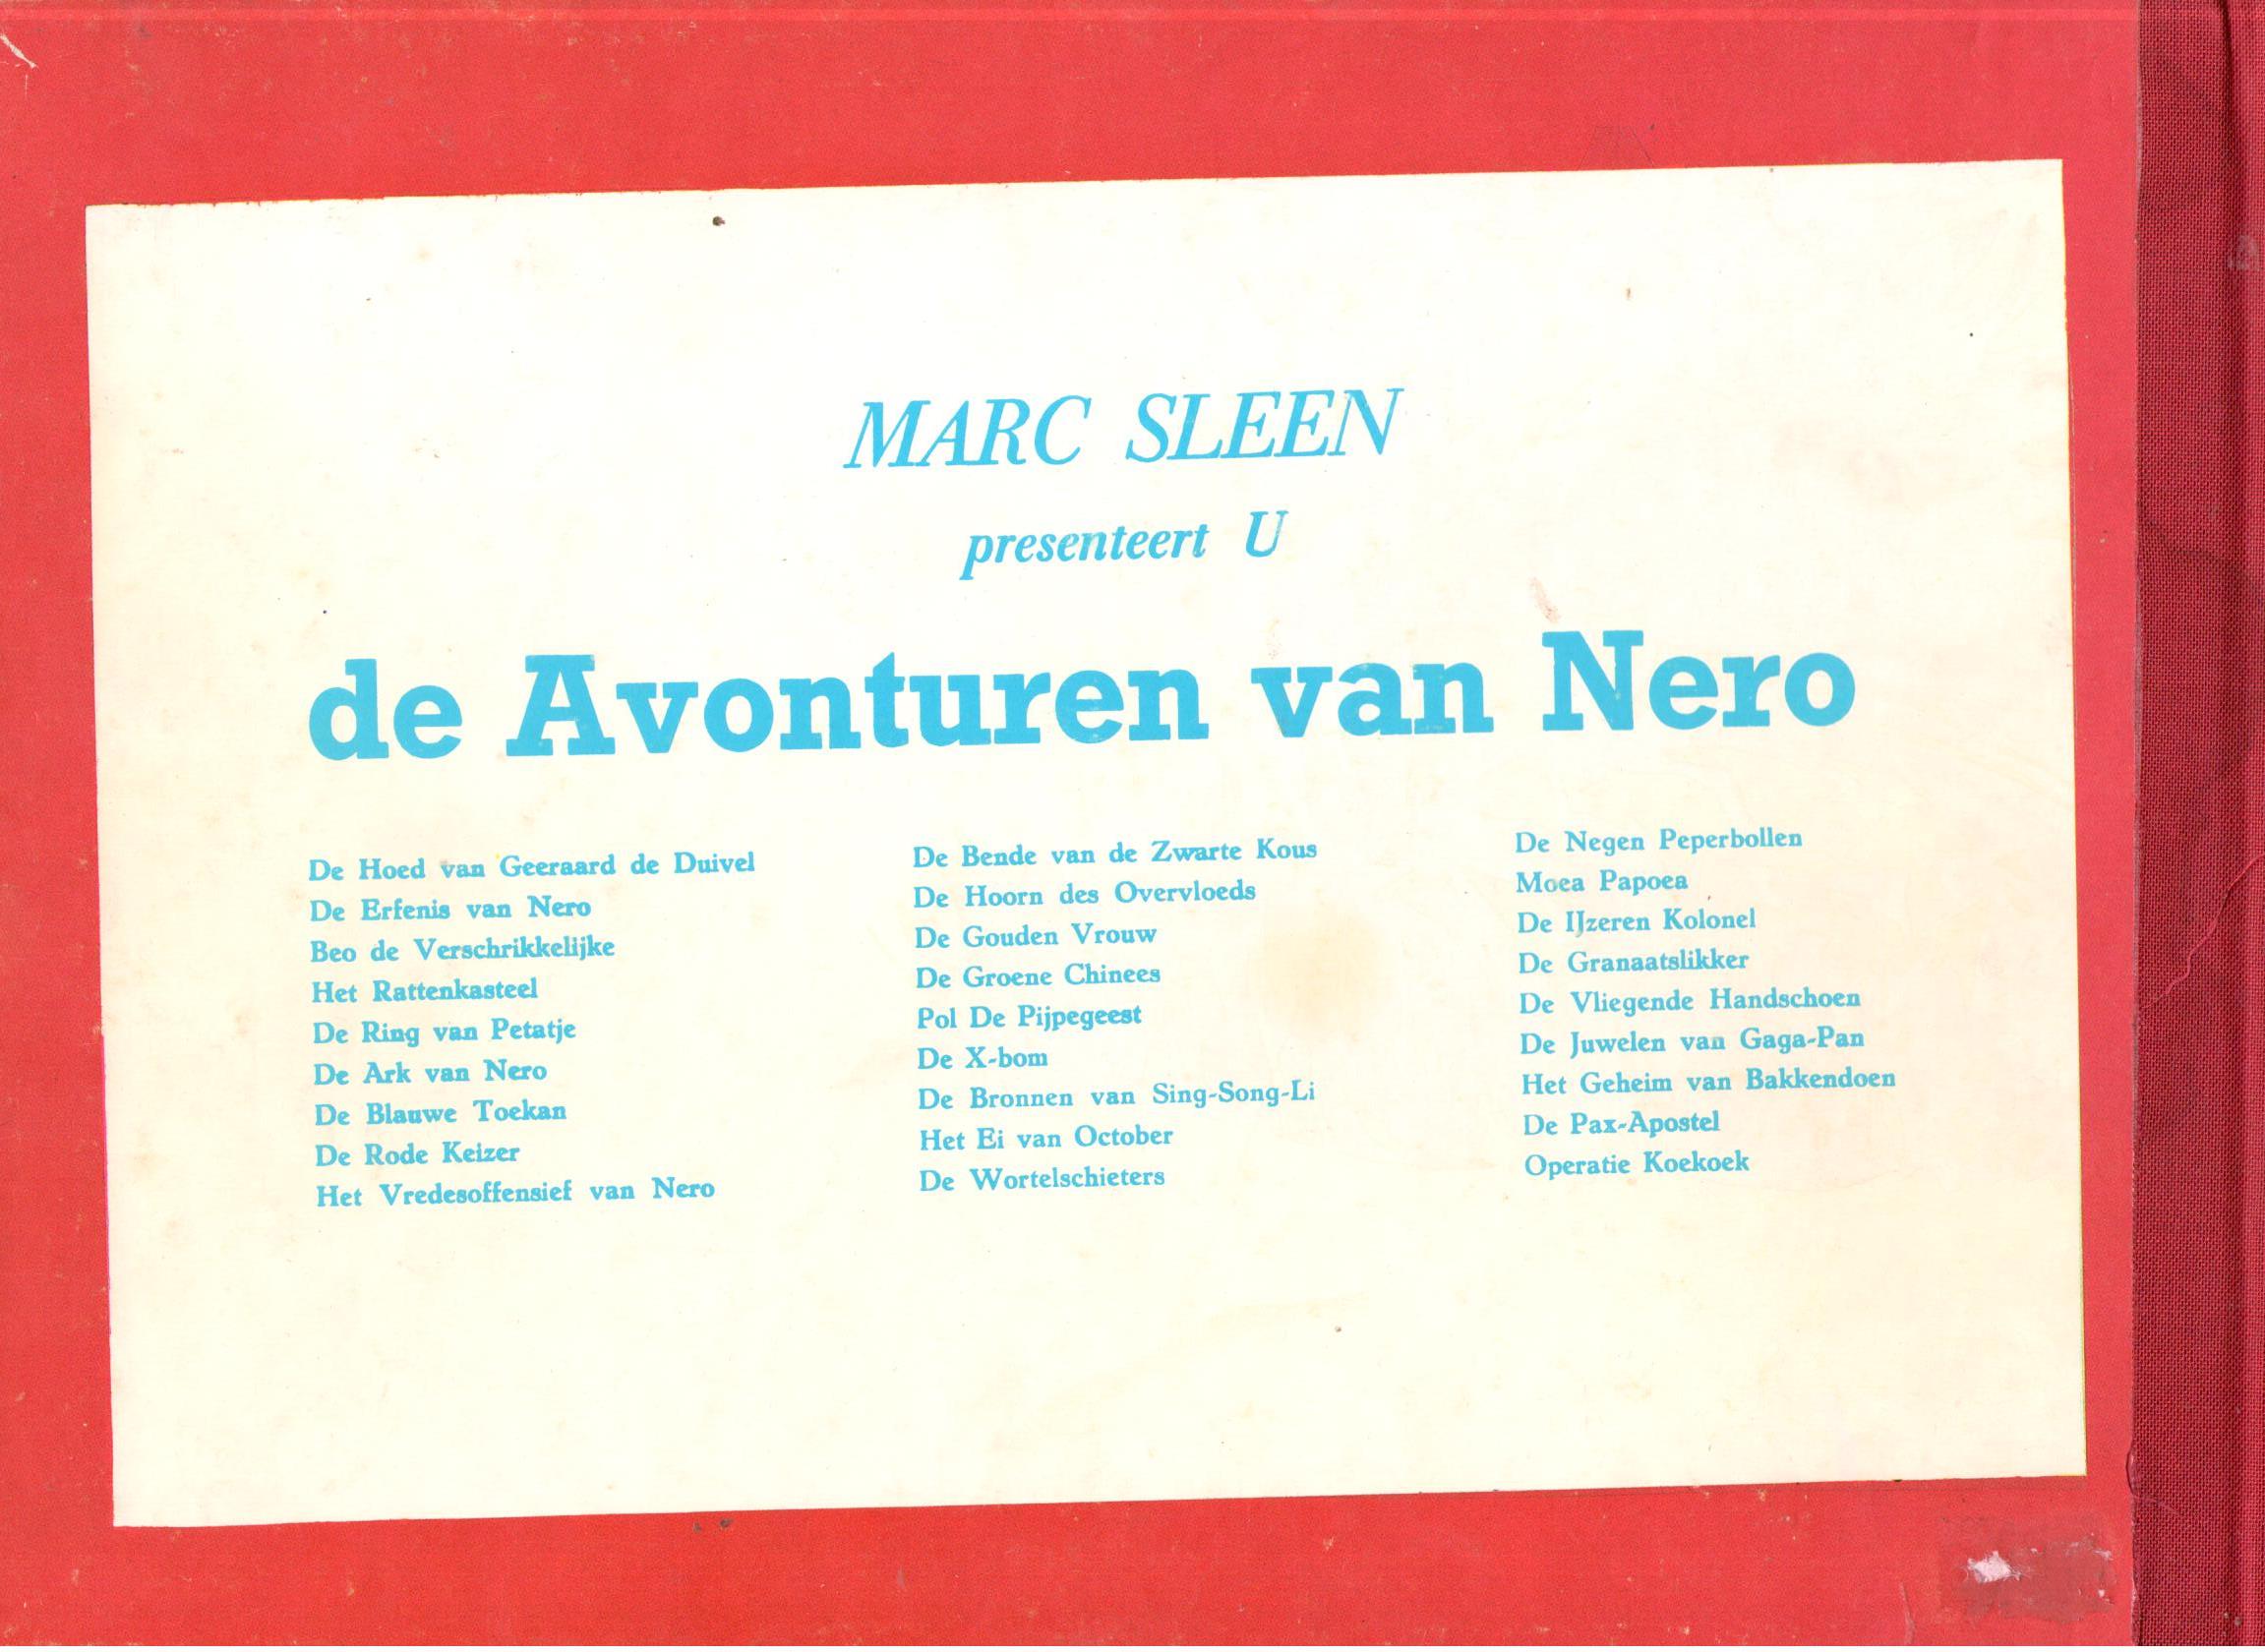 MARC SLEEN
presenteert U
de Avonturen van Nero
De Hoed van Geeraard de Duivel
De Erfenis van Nero
Beo de Verschrikkelijke
Het Rattenkasteel
De Ring van Petatje
De Ark van Nero
De Blauwe Toekan
De Rode Keizer
Het Vredesoffensief van Nero
De Bende van de Zwarte Kous
De Hoorn des Overvloeds
De Gouden Vrouw
De Groene Chinees
Pol De Pijpegeest
De X-bom
De Bronnen van Sing-Song-Li
Het Ei van October
De Wortelschieters
De Negen Peperbollen
Moea Papoea
De IJzeren Kolonel
De Granaatslikker
De Vliegende Handschoen
De Juwelen van Gaga-Pan
Het Geheim van Bakkendoen
De Pax-Apostel
Operatie Koekoek